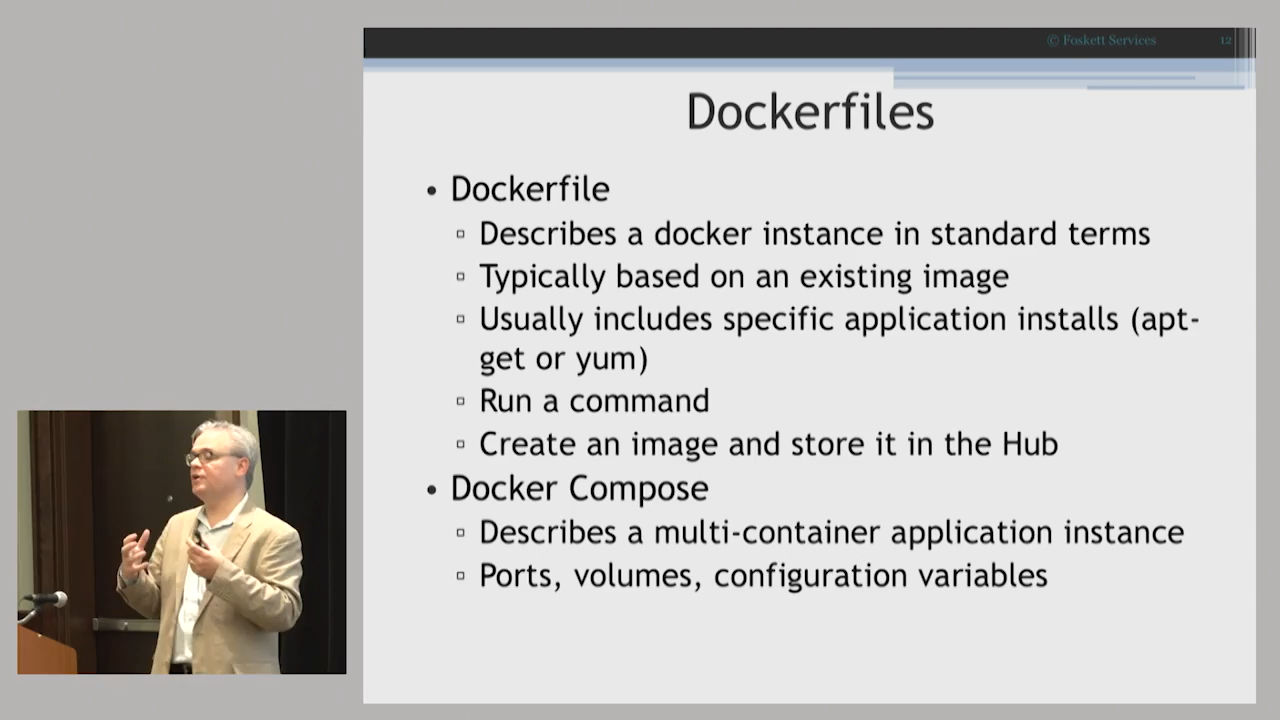 © Foskett Services 12
Dockerfiles
• Dockerfile
▫ Describes a docker instance in standard terms
▫ Typically based on an existing image
▫ Usually includes specific application installs (apt-
get or yum)
▫ Run a command
▫ Create an image and store it in the Hub
• Docker Compose
▫ Describes a multi-container application instance
▫ Ports, volumes, configuration variables